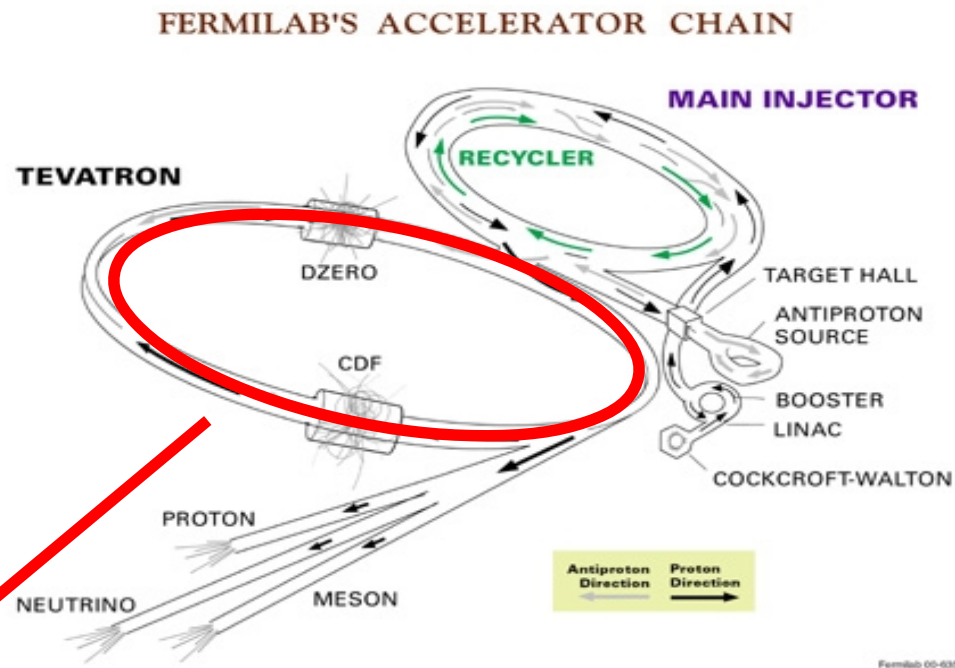 FERMILAB'S ACCELERATOR CHAIN
MAIN INJECTOR
RECYCLER
TEVATRON
DZERO
TARGET HALL
ANTIPROTON
SOURCE
CDF
BOOSTER
LINAC
COCKCROFT-WALTON
PROTON
NEUTRINO
MESON
Antiproton
Direction
Proton
Direction